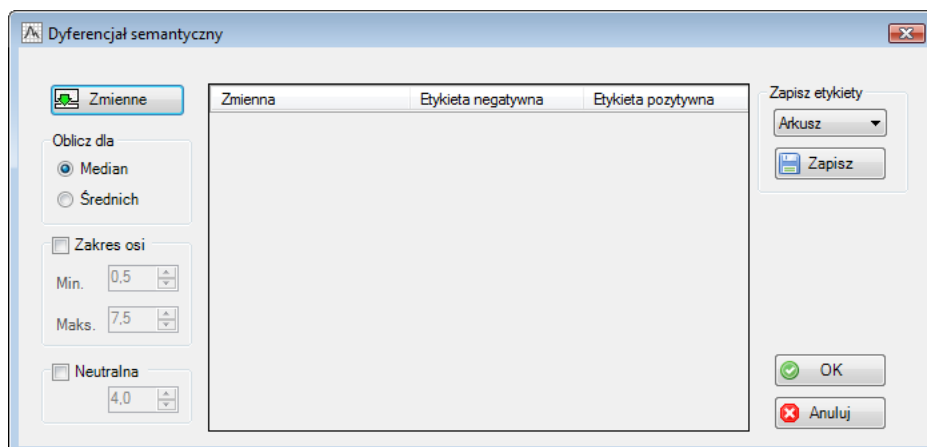 Dyferencjał semantyczny
Zmienne
Oblicz dla
Median
Średnich
Zakres osi
Min. 0,5
Maks. 7,5
Neutralna
4,0
Zmienna Etykieta negatywna Etykieta pozytywna
Zapisz etykiety
Arkusz
Zapisz
OK
Anuluj